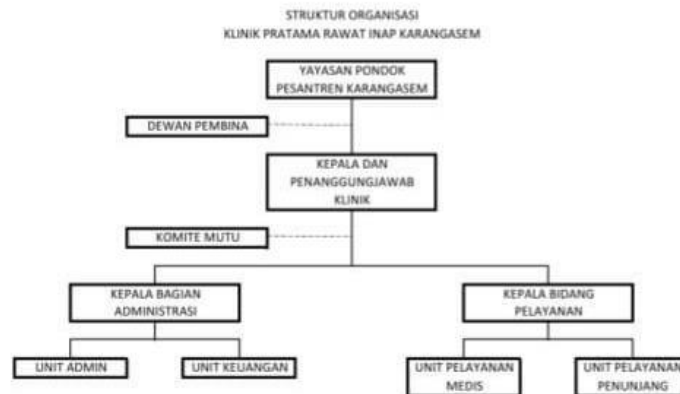 STRUKTUR ORGANISASI
KLINIK PRATAMA RAWAT INAP KARANGASEM
YAYASAN PONDOK
PESANTREN KARANGASEM
DEWAN PEMBINA
KEPALA DAN
PENANGGUNGJAWAB
KLINIK
KOMITE MUTU
KEPALA BAGIAN
ADMINISTRASI
KEPALA BIDANG
PELAYANAN
UNIT ADMIN
UNIT KEUANGAN
UNIT PELAYANAN
MEDIS
UNIT PELAYANAN
PENUNJANG